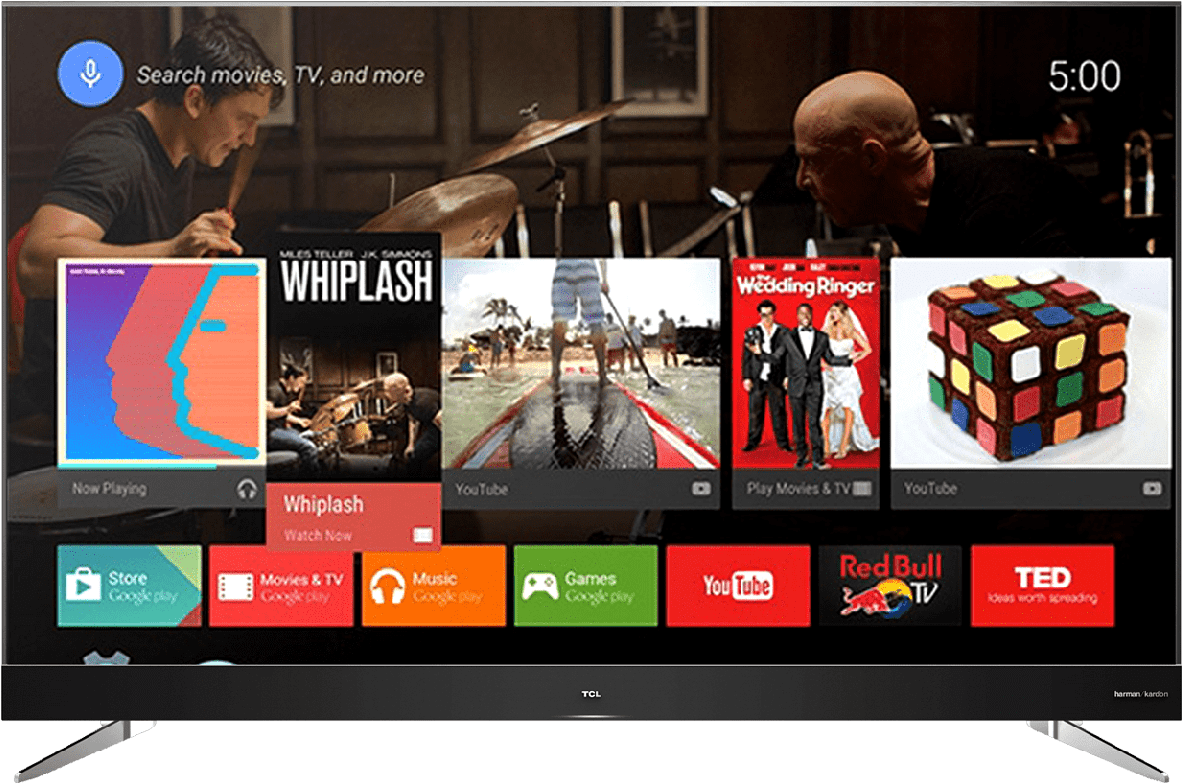 Search movies, TV, and more
5:00
MILES TELLER J.K. SIMMONS
WHIPLASH
the
Wedding Ringer
Now Playing
Whiplash
Watch Now
YouTube
Play Movies & TV
YouTube
Store
Google play
Movies & TV
Google play
Music
Google play
Games
Google play
YouTube
Red Bull
TV
TED
Ideas worth spreading
TCL
harman/kardon